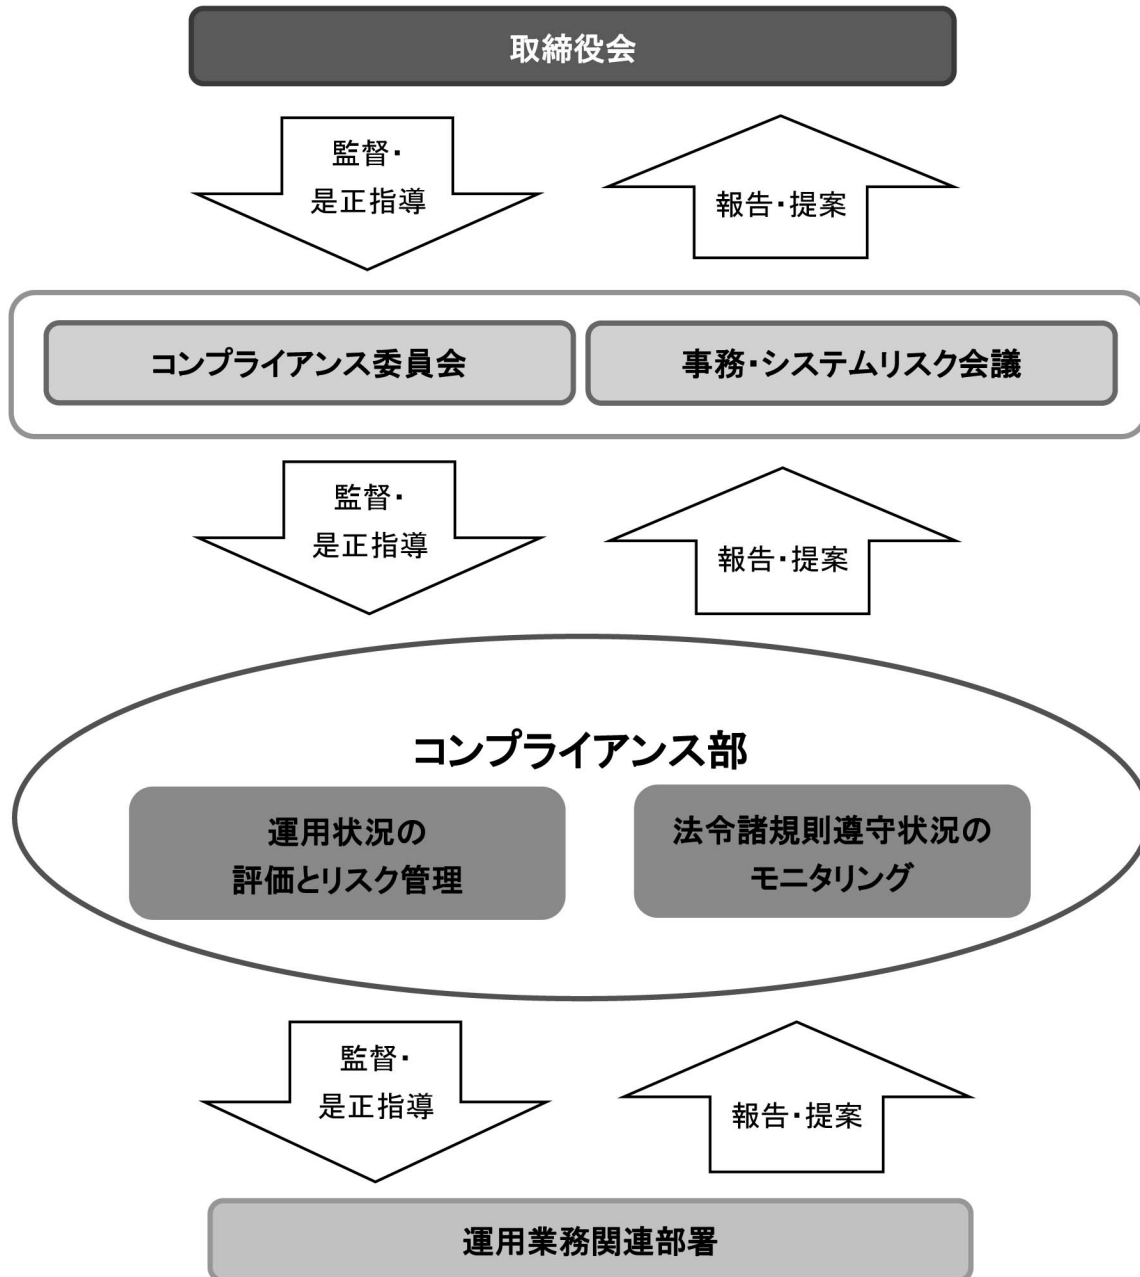 取締役会
監督・
是正指導
報告・提案
コンプライアンス委員会
事務・システムリスク会議
監督・
是正指導
報告・提案
コンプライアンス部
運用状況の
評価とリスク管理
法令諸規則遵守状況の
モニタリング
監督・
是正指導
報告・提案
運用業務関連部署